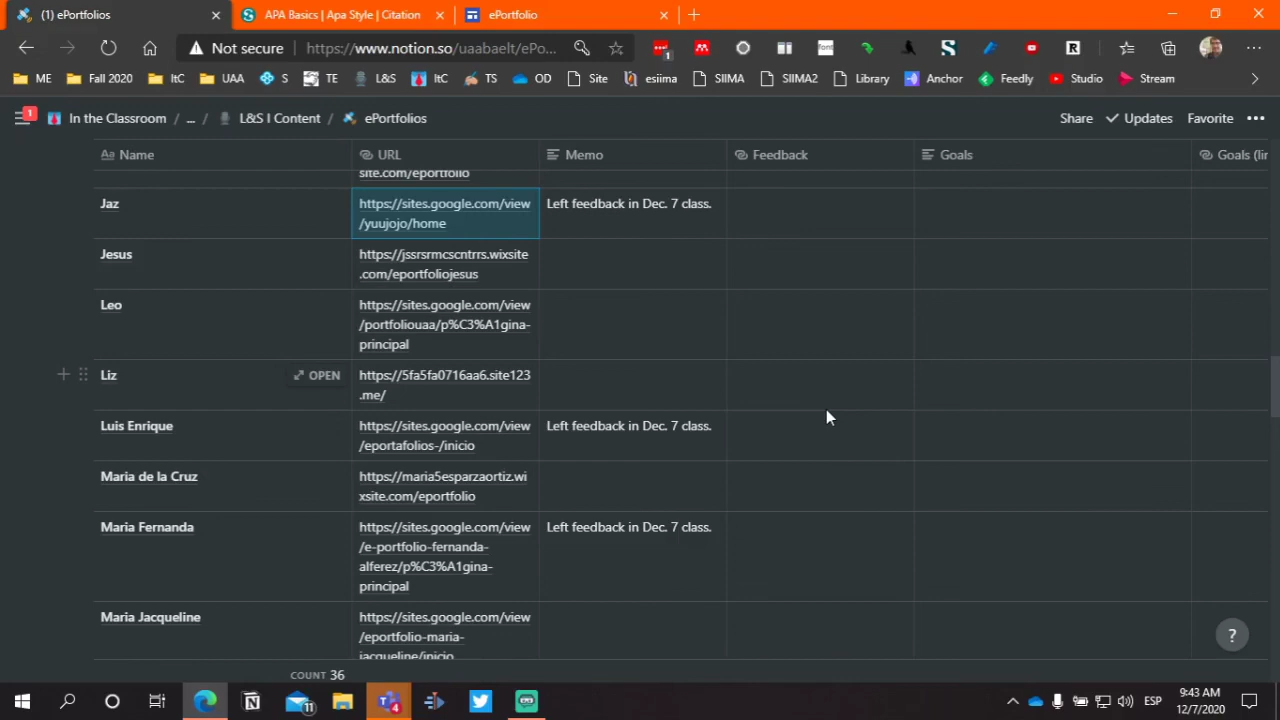 (1) ePortfolios
APA Basics | Apa Style | Citation
ePortfolio
Not secure
https://www.notion.so/uaabaelt/ePo...
1
font
R
ME
Fall 2020
ItC
UAA
S
TE
L&S
ItC
TS
OD
Site
esiima
SIIMA
SIIMA2
Library
Anchor
Feedly
Studio
Stream
1
In the Classroom / ... / L&S I Content / ePortfolios
Share
Updates
Favorite
Aa Name
URL
Memo
Feedback
Goals
Goals (lin
site.com/eportfolio
Jaz
https://sites.google.com/view
/yuujojo/home
Left feedback in Dec. 7 class.
Jesus
https://jssrsrmcscntrrs.wixsite
.com/eportfoliojesus
Leo
https://sites.google.com/view
/portfoliouaa/p%C3%A1gina-
principal
Liz
OPEN
https://5fa5fa0716aa6.site123
.me/
Luis Enrique
https://sites.google.com/view
/eportafolios-/inicio
Left feedback in Dec. 7 class.
Maria de la Cruz
https://maria5esparzaortiz.wi
xsite.com/eportfolio
Maria Fernanda
https://sites.google.com/view
/e-portfolio-fernanda-
alferez/p%C3%A1gina-
principal
Left feedback in Dec. 7 class.
Maria Jacqueline
https://sites.google.com/view
/eportfolio-maria-
jacqueline/inicio
?
COUNT 36
11
4
ESP
9:43 AM
12/7/2020